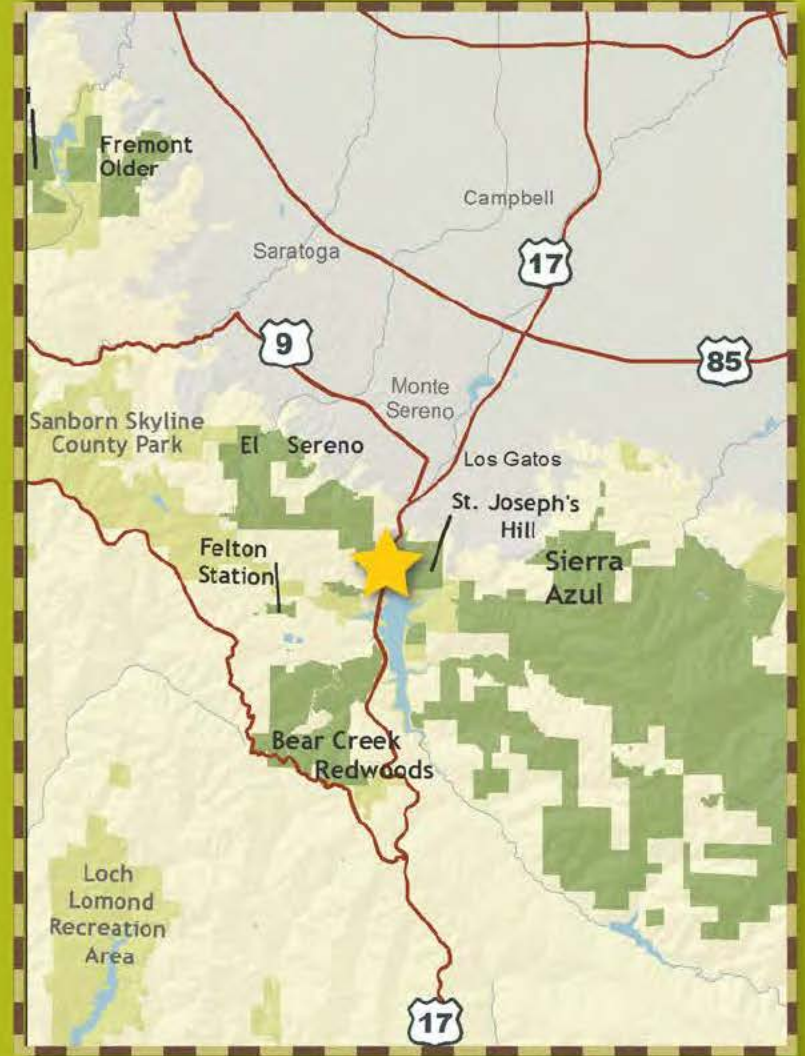 i
Fremont
Older
Campbell
Saratoga
17
9
85
Monte
Sereno
Sanborn Skyline
County Park
El Sereno
Los Gatos
St. Joseph's
Hill
Felton
Station
Sierra
Azul
Bear Creek
Redwoods
Loch
Lomond
Recreation
Area
17